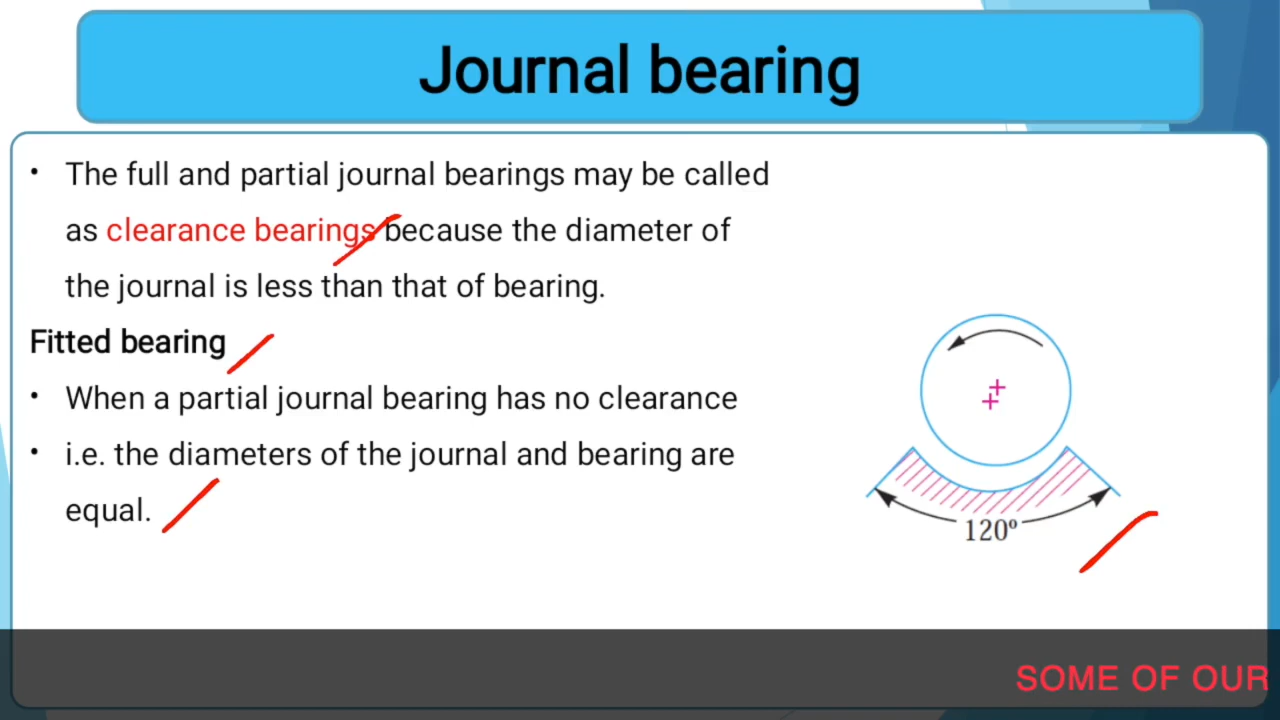 Journal bearing
• The full and partial journal bearings may be called
as clearance bearings because the diameter of
the journal is less than that of bearing.
Fitted bearing
• When a partial journal bearing has no clearance
• i.e. the diameters of the journal and bearing are
equal.
120º
SOME OF OUR